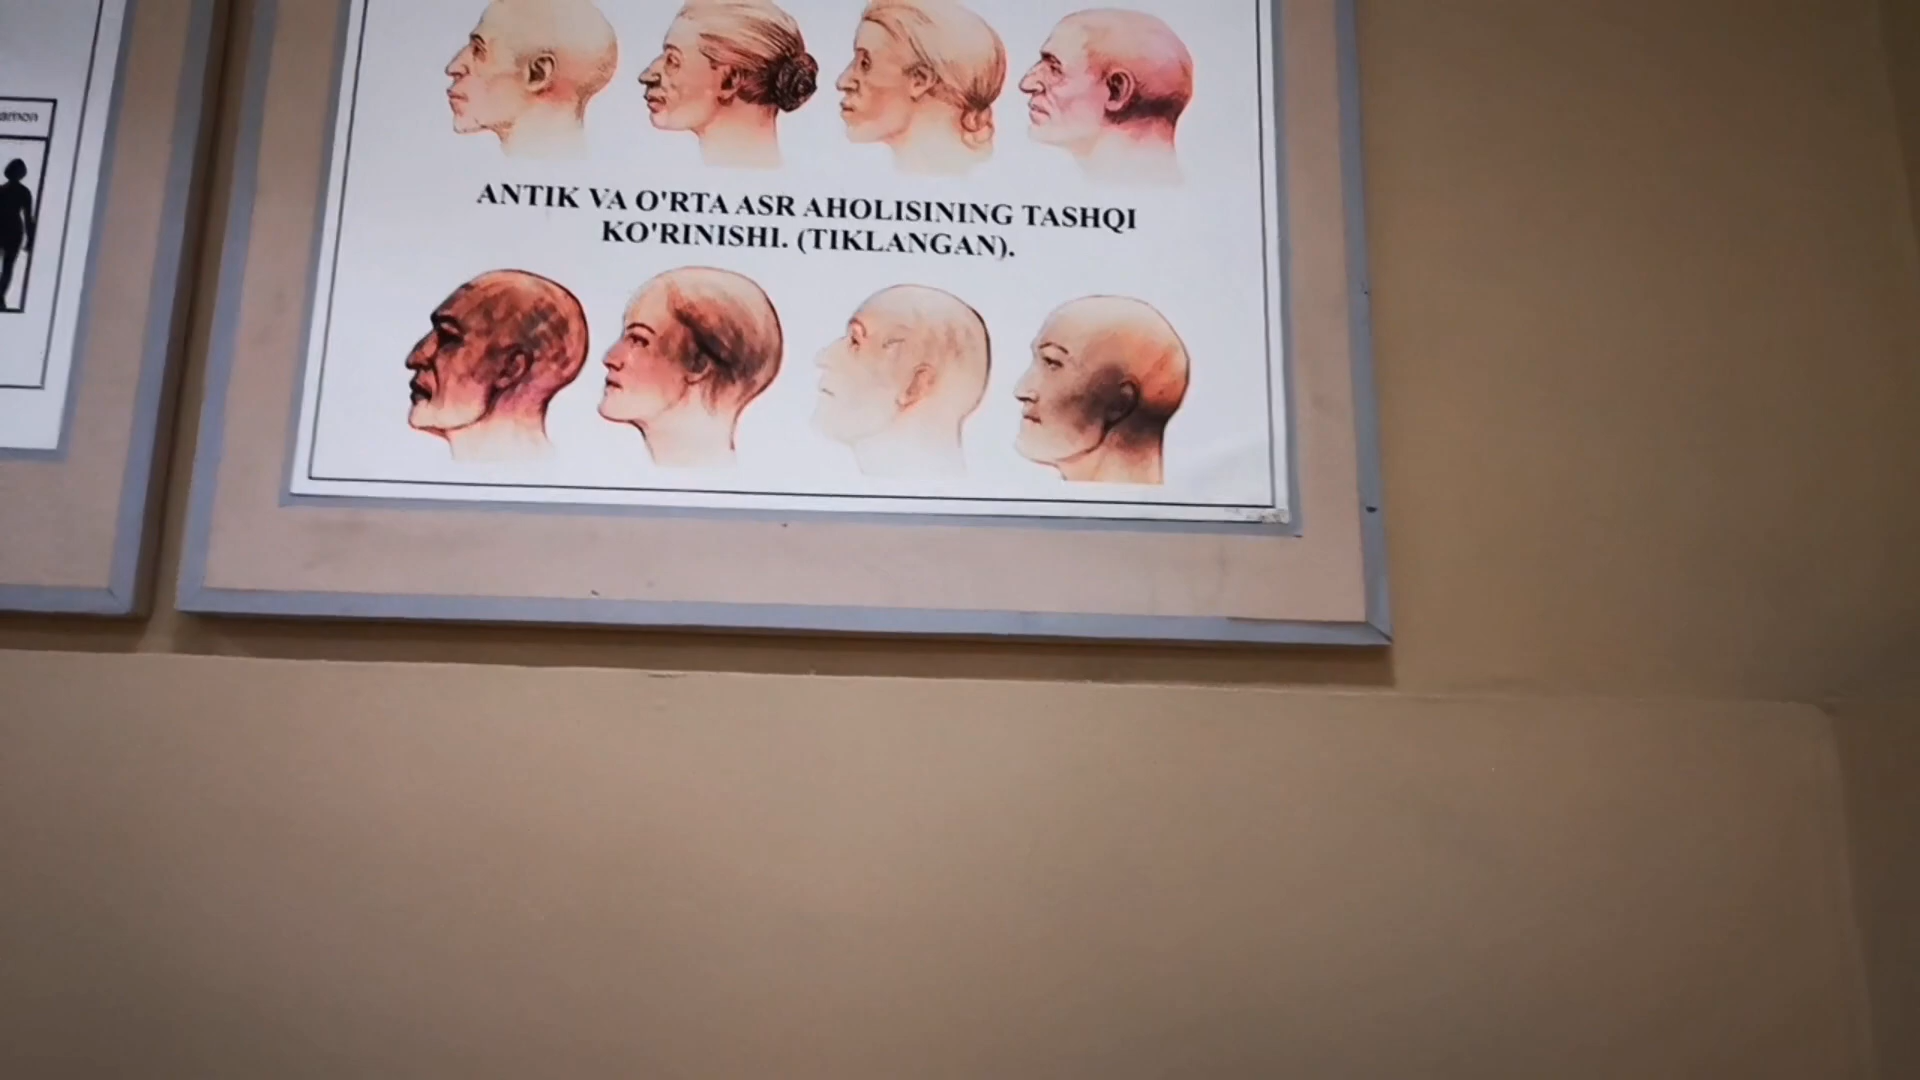 ANTIK VA O'RTA ASR AHOLISINING TASHQI
KO'RINISHI. (TIKLANGAN).